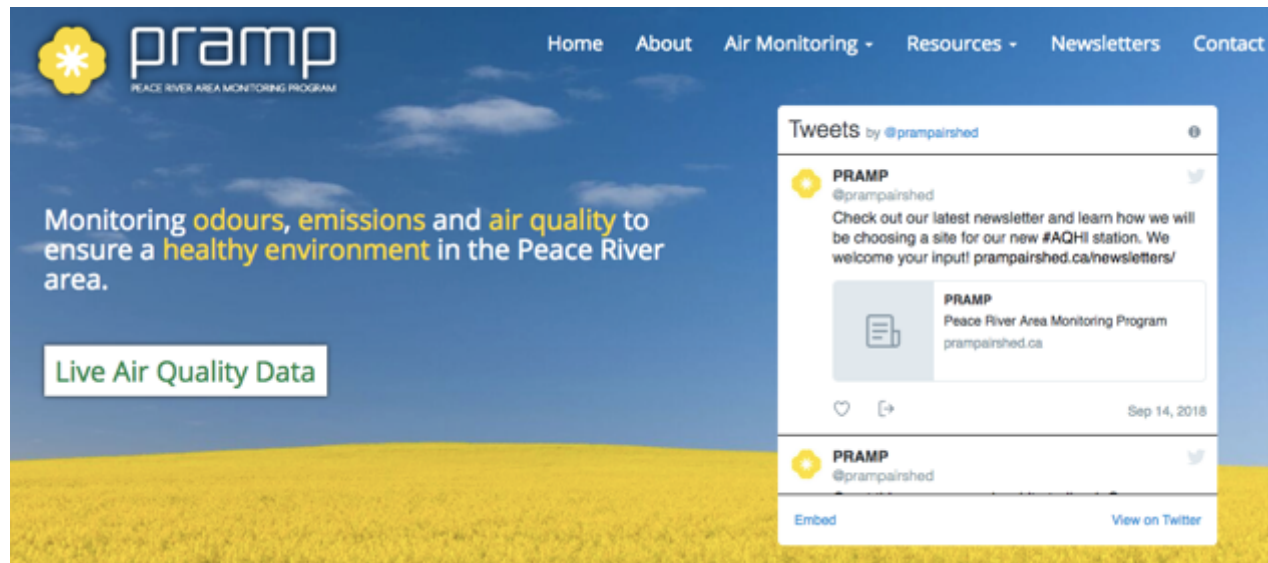 pramp
PEACE RIVER AREA MONITORING PROGRAM
Home About Air Monitoring Resources Newsletters Contact
Monitoring odours, emissions and air quality to
ensure a healthy environment in the Peace River
area.
Live Air Quality Data
Tweets by @prampairshed
PRAMP
@prampairshed
Check out our latest newsletter and learn how we will
be choosing a site for our new #AQHI station. We
welcome your input! prampairshed.ca/newsletters/
PRAMP
Peace River Area Monitoring Program
prampairshed.ca
Sep 14, 2018
PRAMP
@prampairshed
Embed View on Twitter